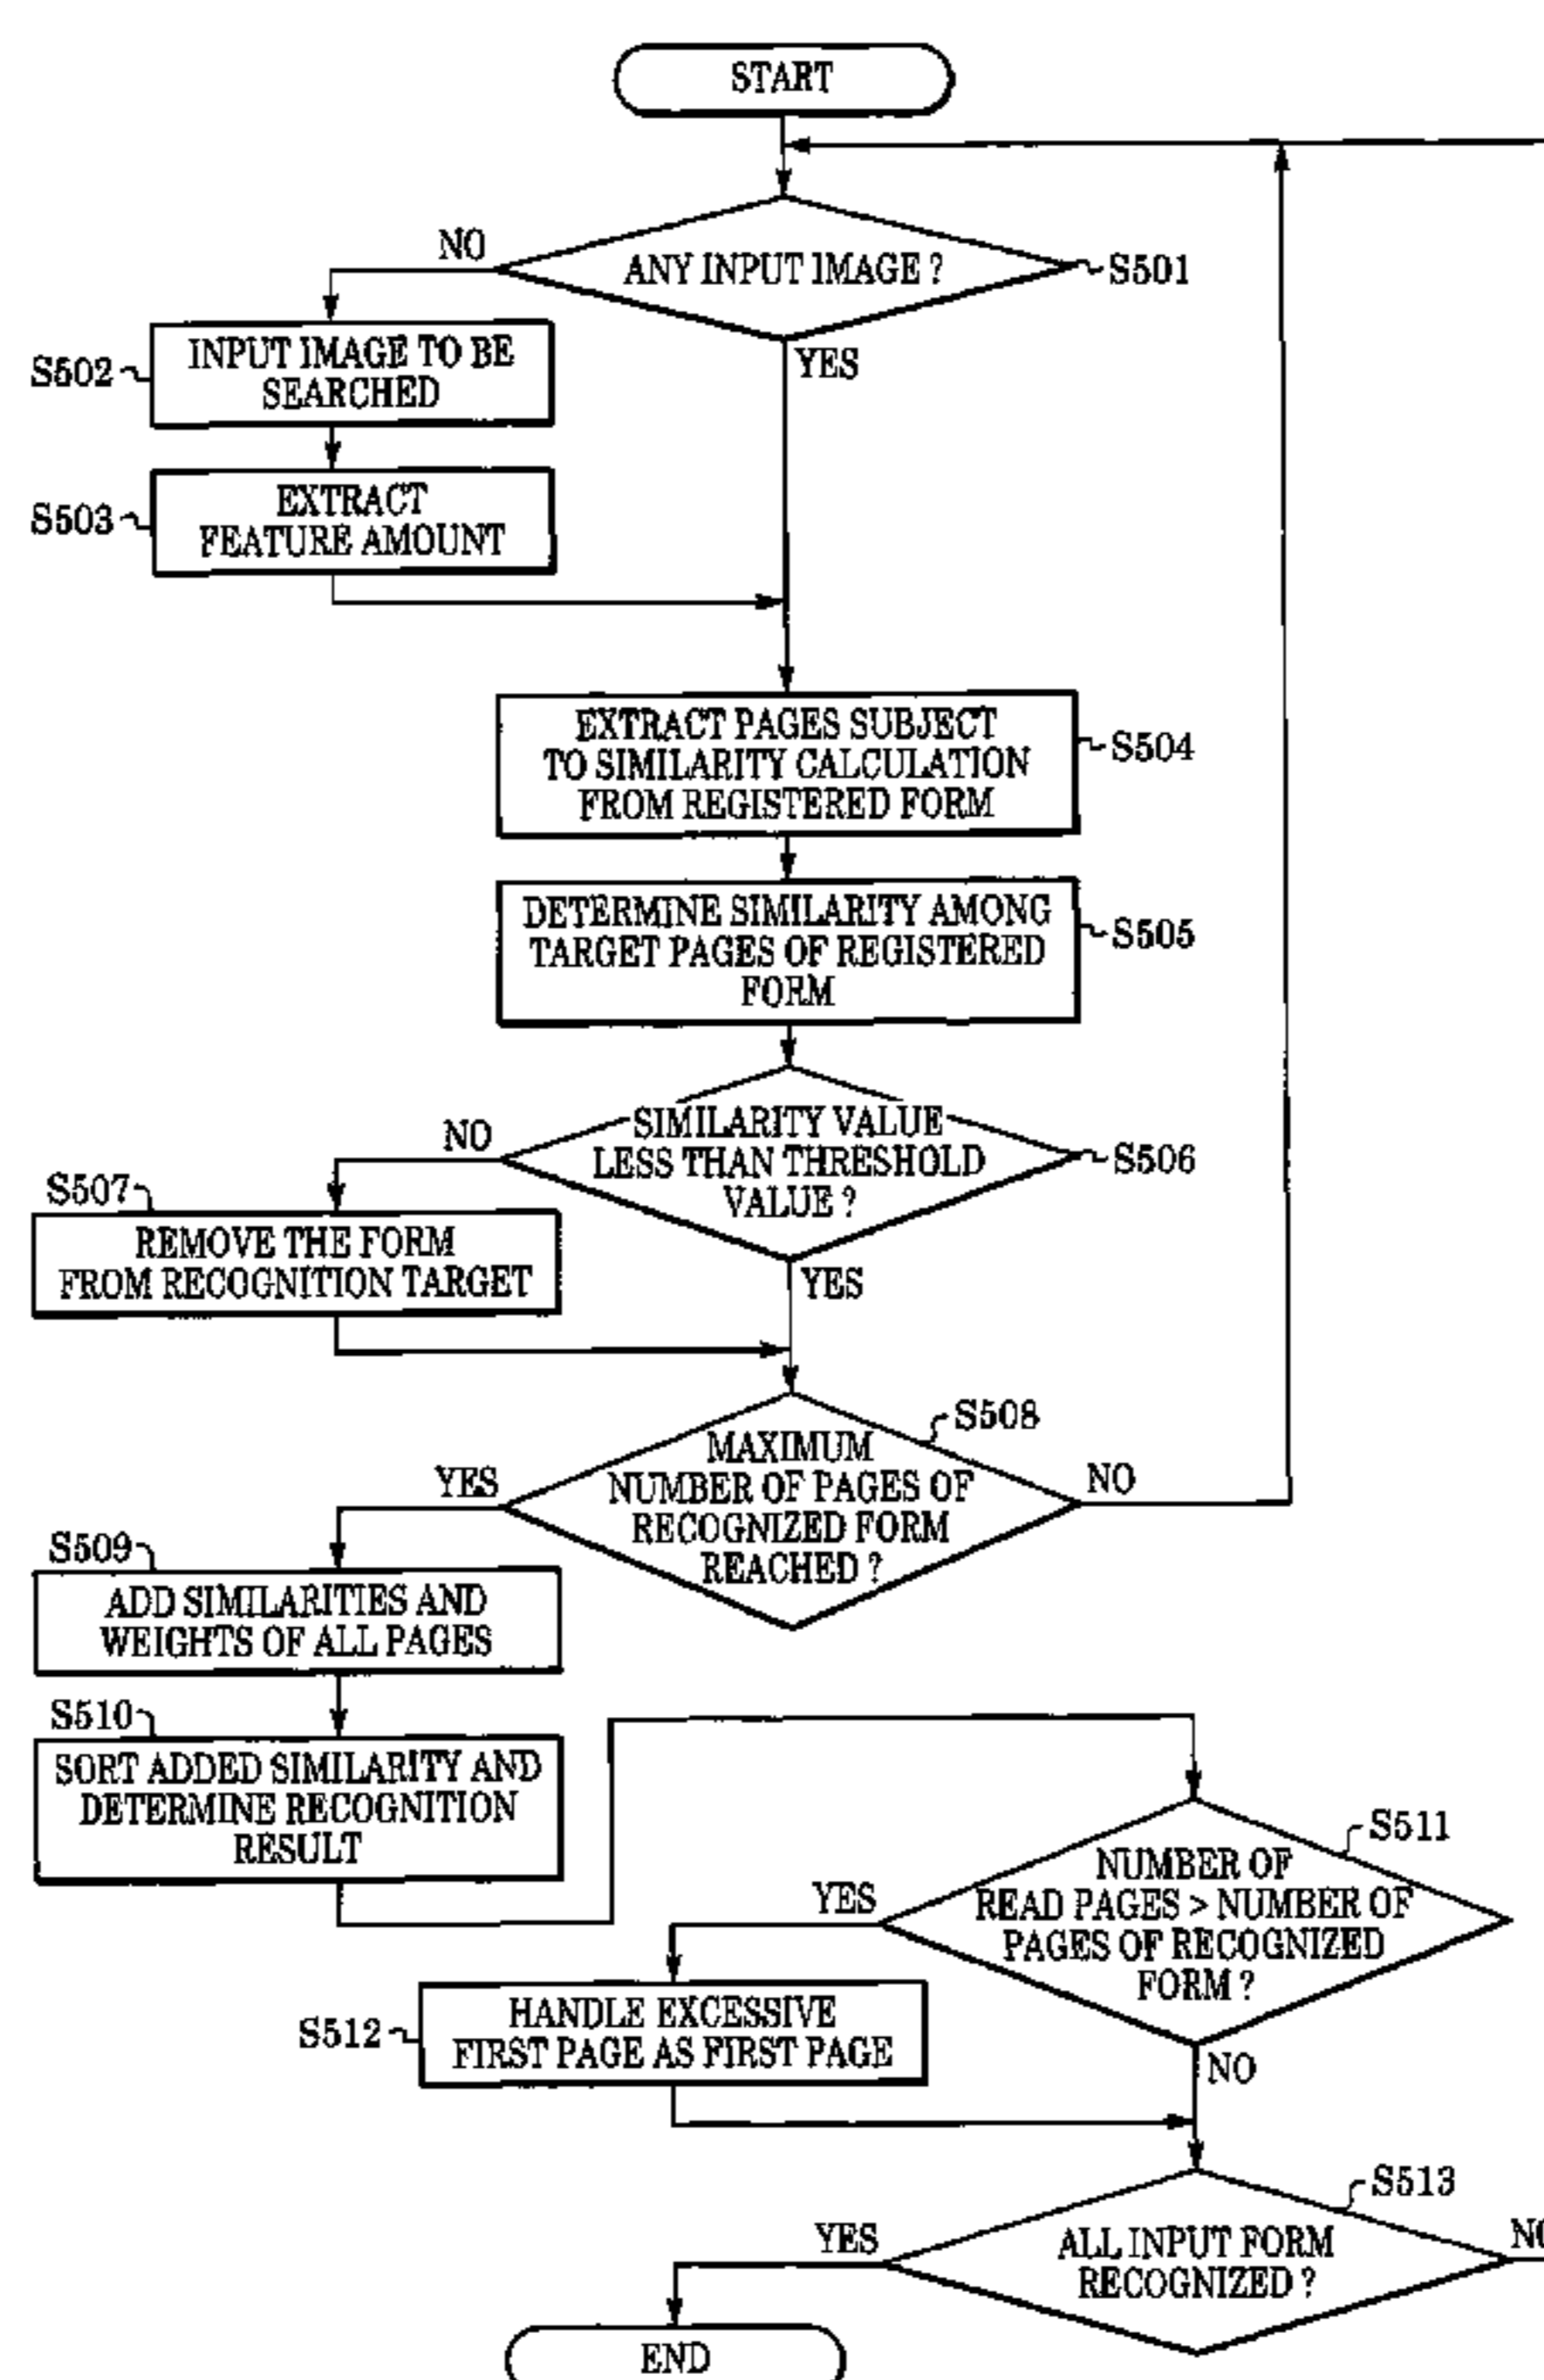 START
NO
ANY INPUT IMAGE ?
S501
S502
INPUT IMAGE TO BE
SEARCHED
YES
S503
EXTRACT
FEATURE AMOUNT
EXTRACT PAGES SUBJECT
TO SIMILARITY CALCULATION
FROM REGISTERED FORM
S504
DETERMINE SIMILARITY AMONG
TARGET PAGES OF REGISTERED
FORM
S505
NO
SIMILARITY VALUE
LESS THAN THRESHOLD
VALUE ?
S506
S507
REMOVE THE FORM
FROM RECOGNITION TARGET
YES
S508
MAXIMUM
NUMBER OF PAGES OF
RECOGNIZED FORM
REACHED ?
YES
NO
S509
ADD SIMILARITIES AND
WEIGHTS OF ALL PAGES
S510
SORT ADDED SIMILARITY AND
DETERMINE RECOGNITION
RESULT
S511
NUMBER OF
READ PAGES > NUMBER OF
PAGES OF RECOGNIZED
FORM ?
YES
S512
HANDLE EXCESSIVE
FIRST PAGE AS FIRST PAGE
NO
S513
YES
ALL INPUT FORM
RECOGNIZED ?
NO
END